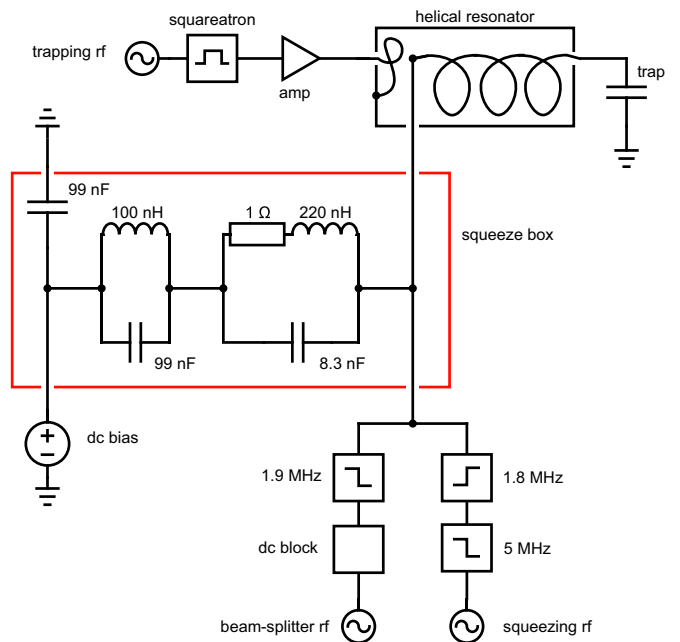 helical resonator
squareatron
trapping rf
amp
trap
99 nF
100 nH
1 Ω
220 nH
squeeze box
99 nF
8.3 nF
+
−
dc bias
1.9 MHz
1.8 MHz
dc block
5 MHz
beam-splitter rf
squeezing rf